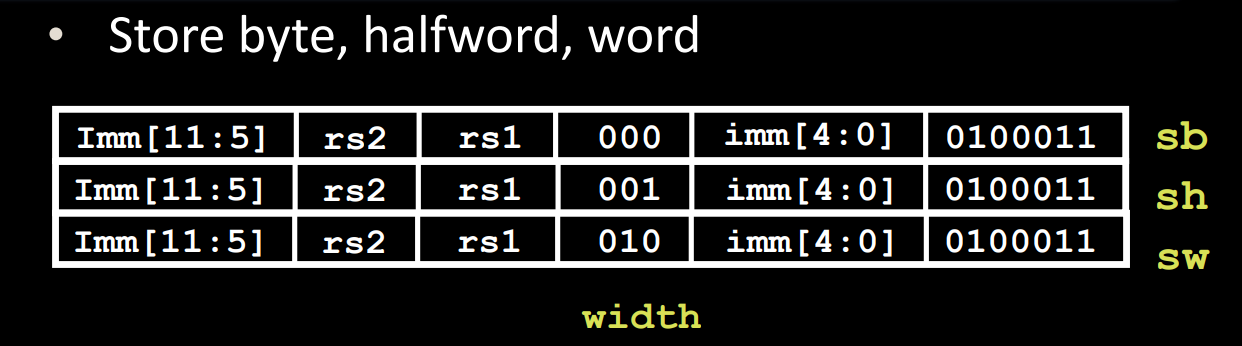 • Store byte, halfword, word
Imm[11:5] rs2 rs1 000 imm[4:0] 0100011 sb
Imm[11:5] rs2 rs1 001 imm[4:0] 0100011 sh
Imm[11:5] rs2 rs1 010 imm[4:0] 0100011 sw
width